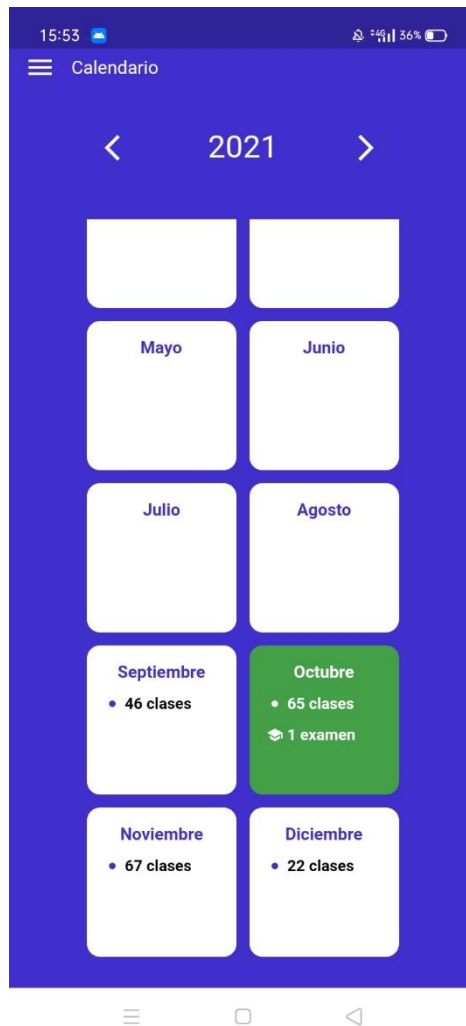 15:53 4G 36%
Calendario
2021
Mayo Junio
Julio Agosto
Septiembre Octubre
46 clases 65 clases
1 examen
Noviembre Diciembre
67 clases 22 clases